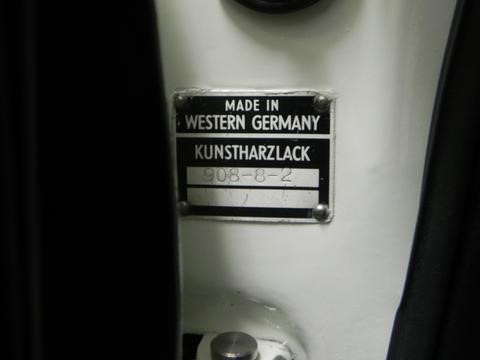 MADE IN
WESTERN GERMANY
KUNSTHARZLACK
908-8-2